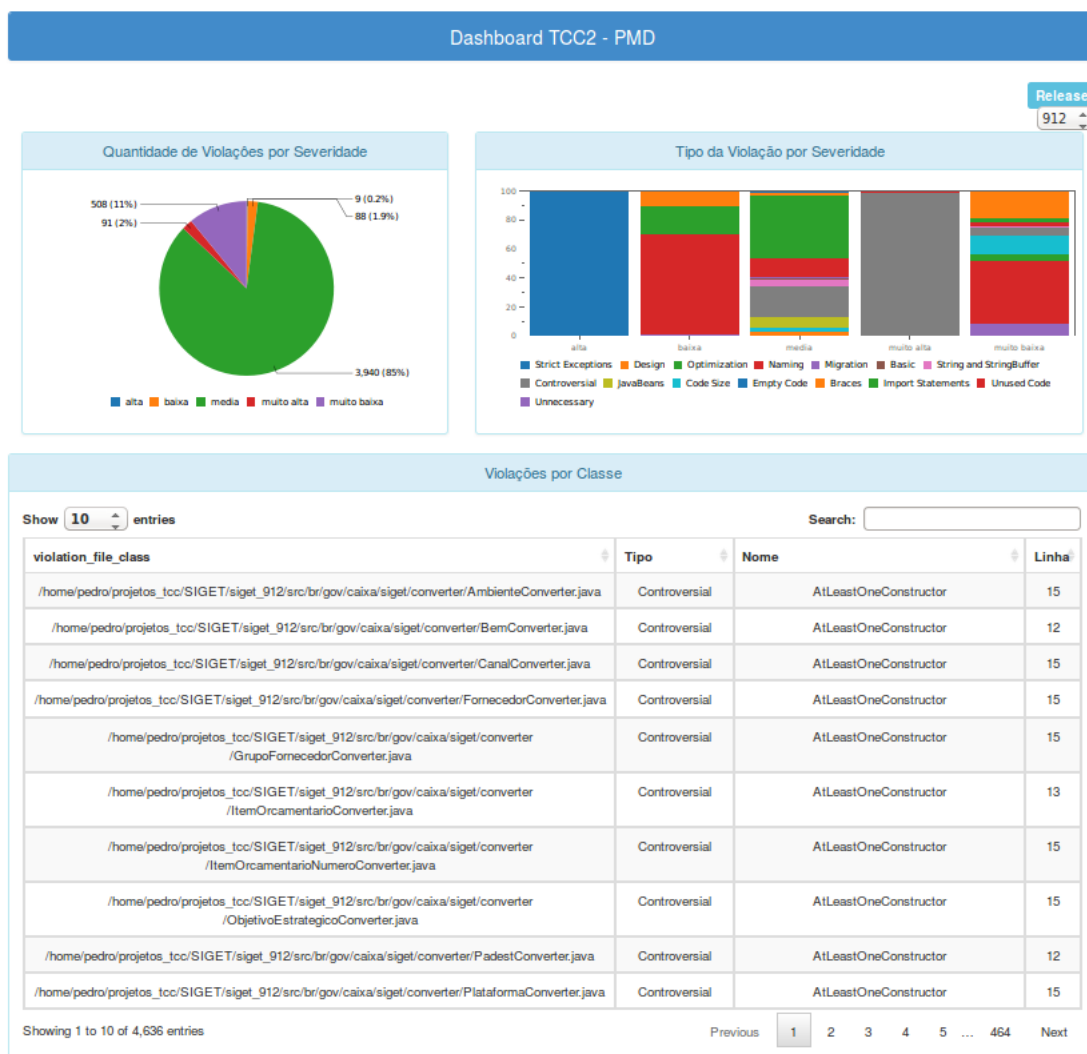 Dashboard TCC2 - PMD
Release
912
Quantidade de Violações por Severidade
508 (11%)
91 (2%)
9 (0.2%)
88 (1.9%)
3,940 (85%)
alta baixa media muito alta muito baixa
Tipo da Violação por Severidade
100
80
60
40
20
0
alta baixa media muito alta muito baixa
Strict Exceptions Design Optimization Naming Migration Basic String and StringBuffer
Controversial JavaBeans Code Size Empty Code Braces Import Statements Unused Code
Unnecessary
Violações por Classe
Show 10 entries Search:
violation_file_class Tipo Nome Linha
/home/pedro/projetos_tcc/SIGET/siget_912/src/br/gov/caixa/siget/converter/AmbienteConverter.java Controversial AtLeastOneConstructor 15
/home/pedro/projetos_tcc/SIGET/siget_912/src/br/gov/caixa/siget/converter/BemConverter.java Controversial AtLeastOneConstructor 12
/home/pedro/projetos_tcc/SIGET/siget_912/src/br/gov/caixa/siget/converter/CanalConverter.java Controversial AtLeastOneConstructor 15
/home/pedro/projetos_tcc/SIGET/siget_912/src/br/gov/caixa/siget/converter/FornecedorConverter.java Controversial AtLeastOneConstructor 15
/home/pedro/projetos_tcc/SIGET/siget_912/src/br/gov/caixa/siget/converter Controversial AtLeastOneConstructor 15
/GrupoFornecedorConverter.java
/home/pedro/projetos_tcc/SIGET/siget_912/src/br/gov/caixa/siget/converter Controversial AtLeastOneConstructor 13
/ItemOrcamentarioConverter.java
/home/pedro/projetos_tcc/SIGET/siget_912/src/br/gov/caixa/siget/converter Controversial AtLeastOneConstructor 15
/ItemOrcamentarioNumeroConverter.java
/home/pedro/projetos_tcc/SIGET/siget_912/src/br/gov/caixa/siget/converter Controversial AtLeastOneConstructor 15
/ObjetivoEstrategicoConverter.java
/home/pedro/projetos_tcc/SIGET/siget_912/src/br/gov/caixa/siget/converter/PadestConverter.java Controversial AtLeastOneConstructor 12
/home/pedro/projetos_tcc/SIGET/siget_912/src/br/gov/caixa/siget/converter/PlataformaConverter.java Controversial AtLeastOneConstructor 15
Showing 1 to 10 of 4,636 entries Previous 1 2 3 4 5 ... 464 Next